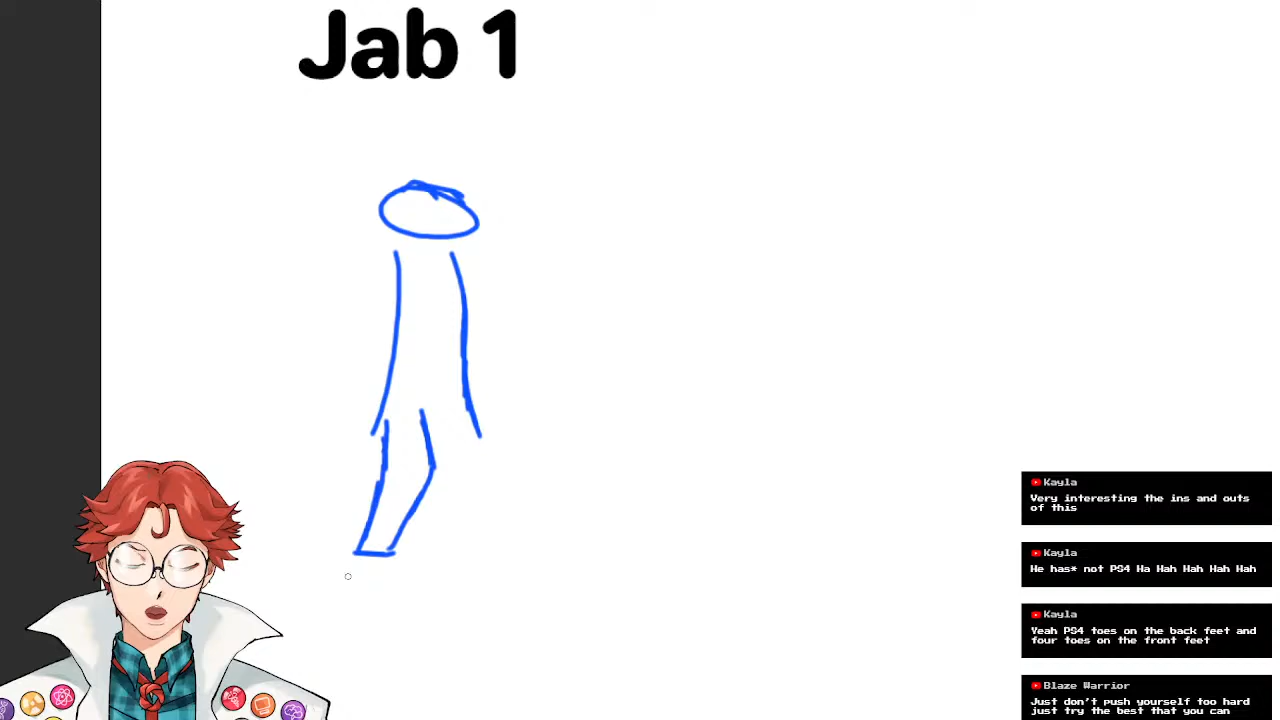 Jab 1
Kayla
Very interesting the ins and outs
of this
Kayla
He has* not PS4 Ha Hah Hah Hah Hah
Kayla
Yeah PS4 toes on the back feet and
four toes on the front feet
Blaze Warrior
Just don't push yourself too hard
just try the best that you can